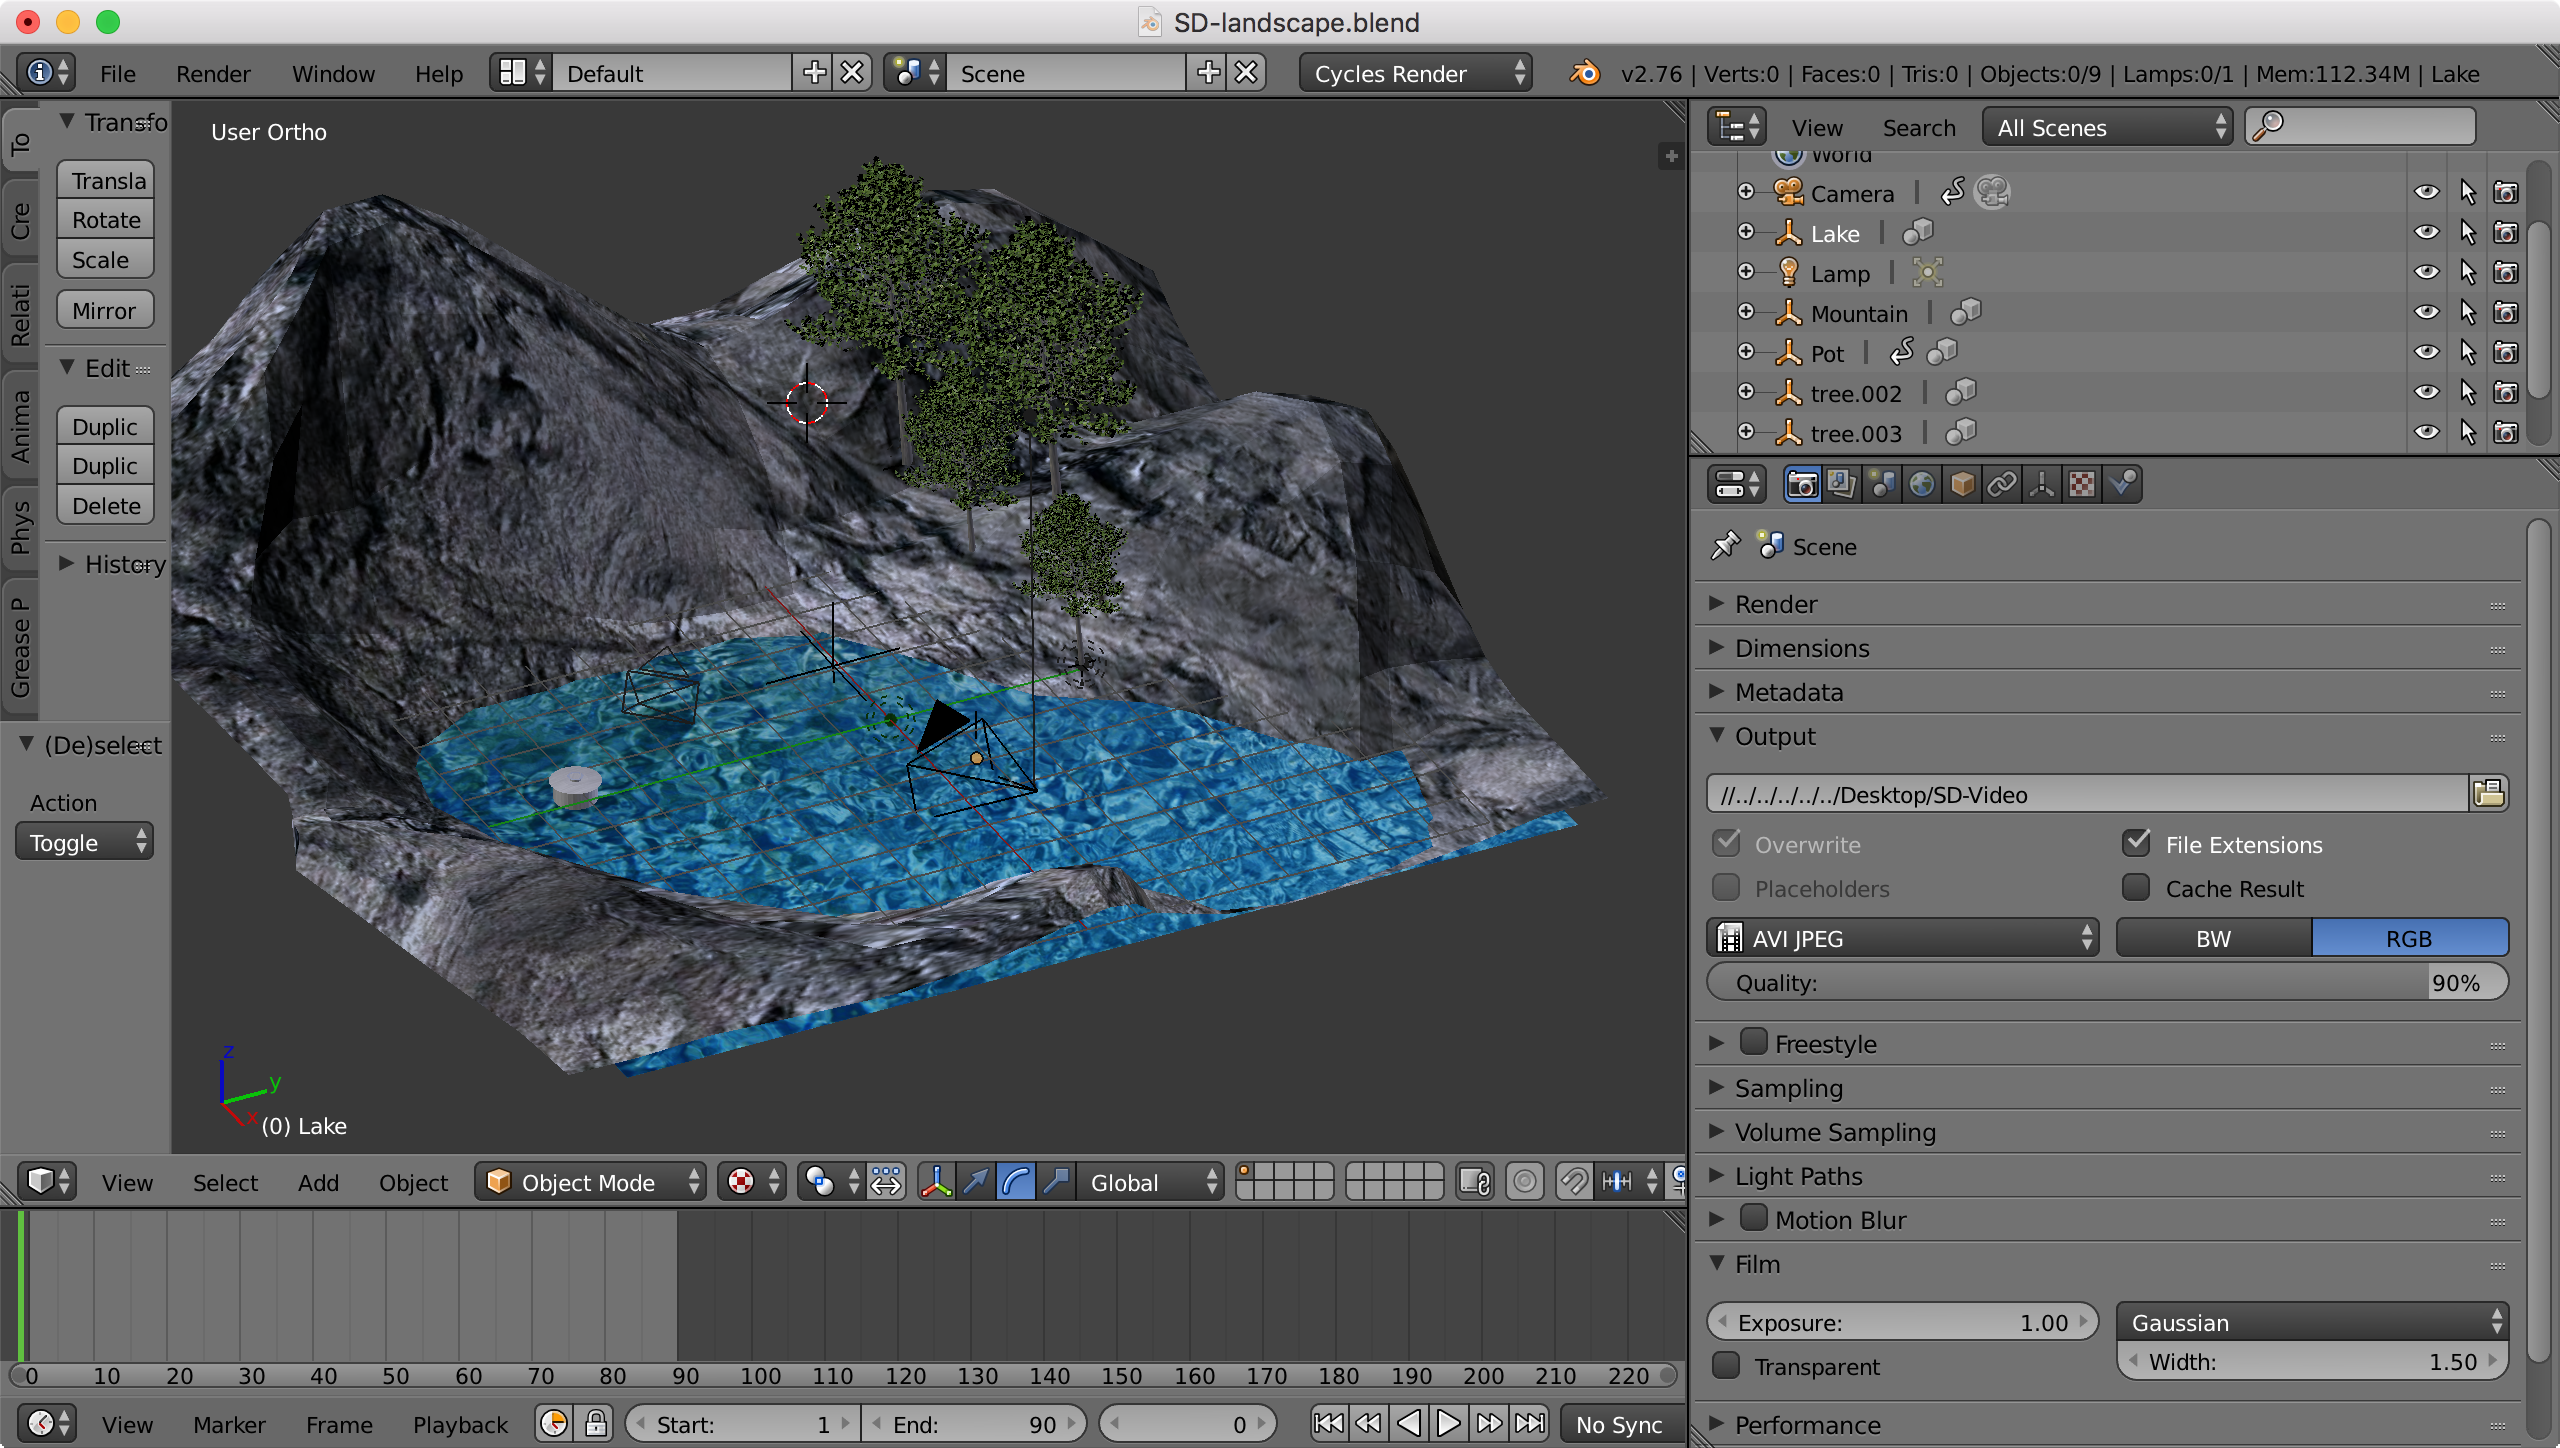 SD-landscape.blend
File Render Window Help Default Scene Cycles Render v2.76 | Verts:0 | Faces:0 | Tris:0 | Objects:0/9 | Lamps:0/1 | Mem:112.34M | Lake
To
Cre
Relati
Anima
Phys
Grease P
Transfo
Transla
Rotate
Scale
Mirror
Edit
Duplic
Duplic
Delete
History
(De)select
Action
Toggle
User Ortho
z
y
x
(0) Lake
View Select Add Object Object Mode Global
0 10 20 30 40 50 60 70 80 90 100 110 120 130 140 150 160 170 180 190 200 210 220
View Marker Frame Playback Start: 1 End: 90 0 No Sync
View Search All Scenes
World
Camera
Lake
Lamp
Mountain
Pot
tree.002
tree.003
Scene
Render
Dimensions
Metadata
Output
//../../../../../Desktop/SD-Video
Overwrite File Extensions
Placeholders Cache Result
AVI JPEG BW RGB
Quality: 90%
Freestyle
Sampling
Volume Sampling
Light Paths
Motion Blur
Film
Exposure: 1.00 Gaussian
Transparent Width: 1.50
Performance